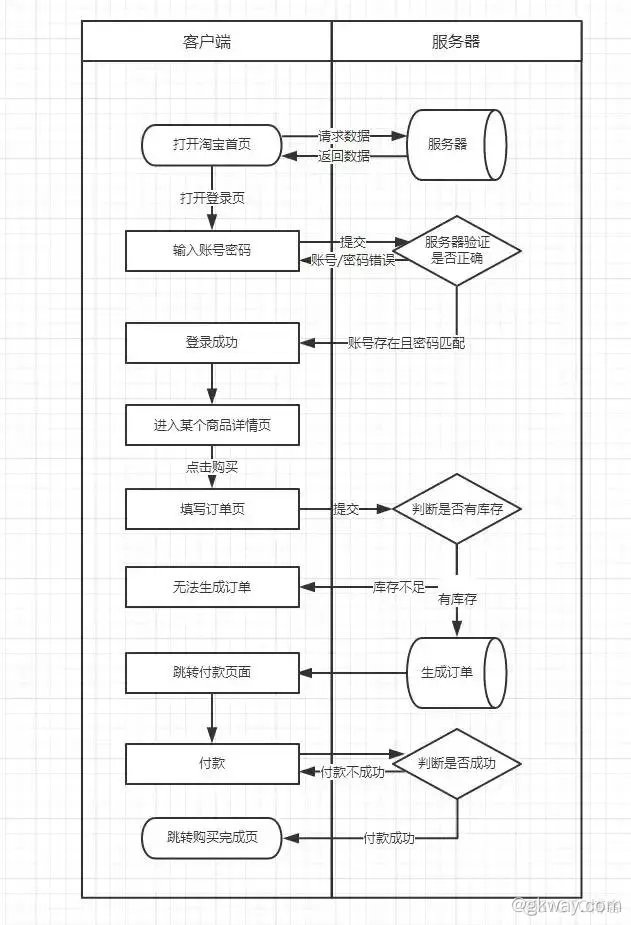 客户端
服务器
打开淘宝首页
请求数据
返回数据
服务器
打开登录页
输入账号密码
提交
账号/密码错误
服务器验证
是否正确
登录成功
账号存在且密码匹配
进入某个商品详情页
点击购买
填写订单页
提交
判断是否有库存
无法生成订单
库存不足
有库存
跳转付款页面
生成订单
付款
付款不成功
判断是否成功
跳转购买完成页
付款成功
@gkway.com